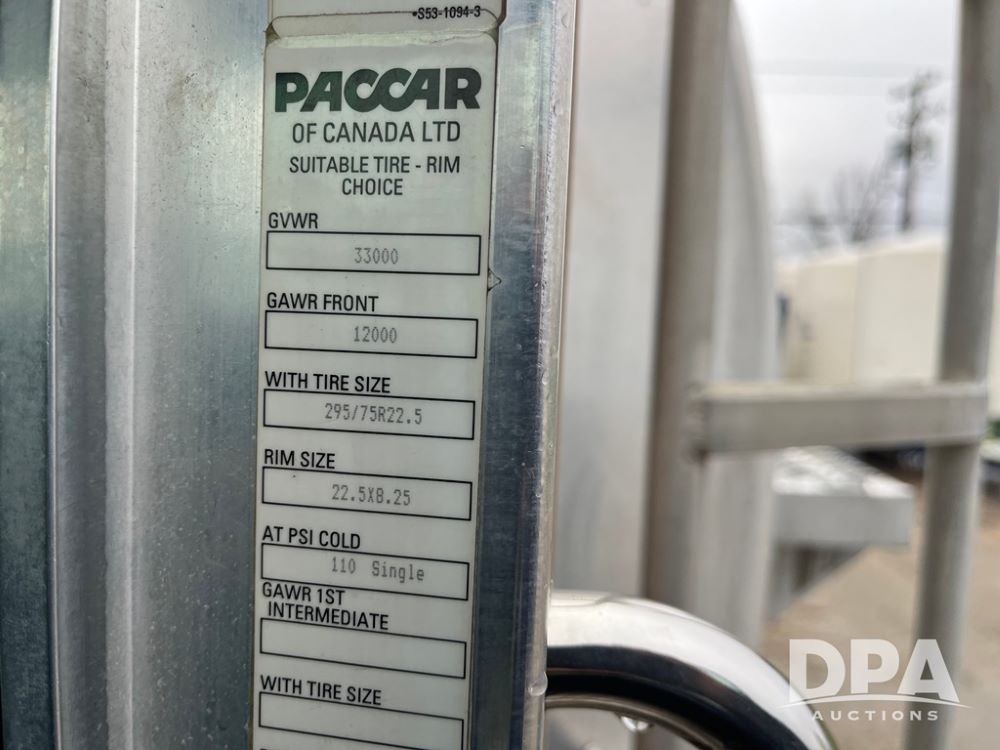 •S53-1094-3
PACCAR
OF CANADA LTD
SUITABLE TIRE - RIM
CHOICE
GVWR
33000
GAWR FRONT
12000
WITH TIRE SIZE
295/75R22.5
RIM SIZE
22.5X8.25
AT PSI COLD
110 Single
GAWR 1ST
INTERMEDIATE
WITH TIRE SIZE
DPA
AUCTIONS